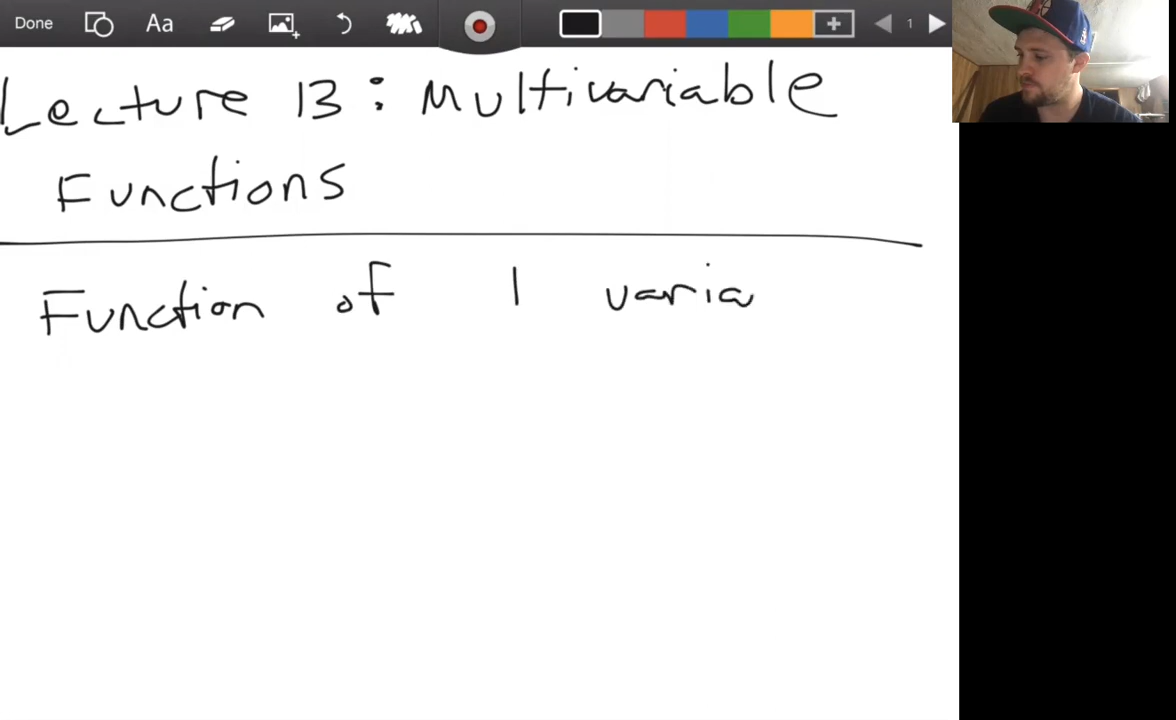 Done Aa 1
Lecture 13: Multivariable
Functions
Function of 1 varia